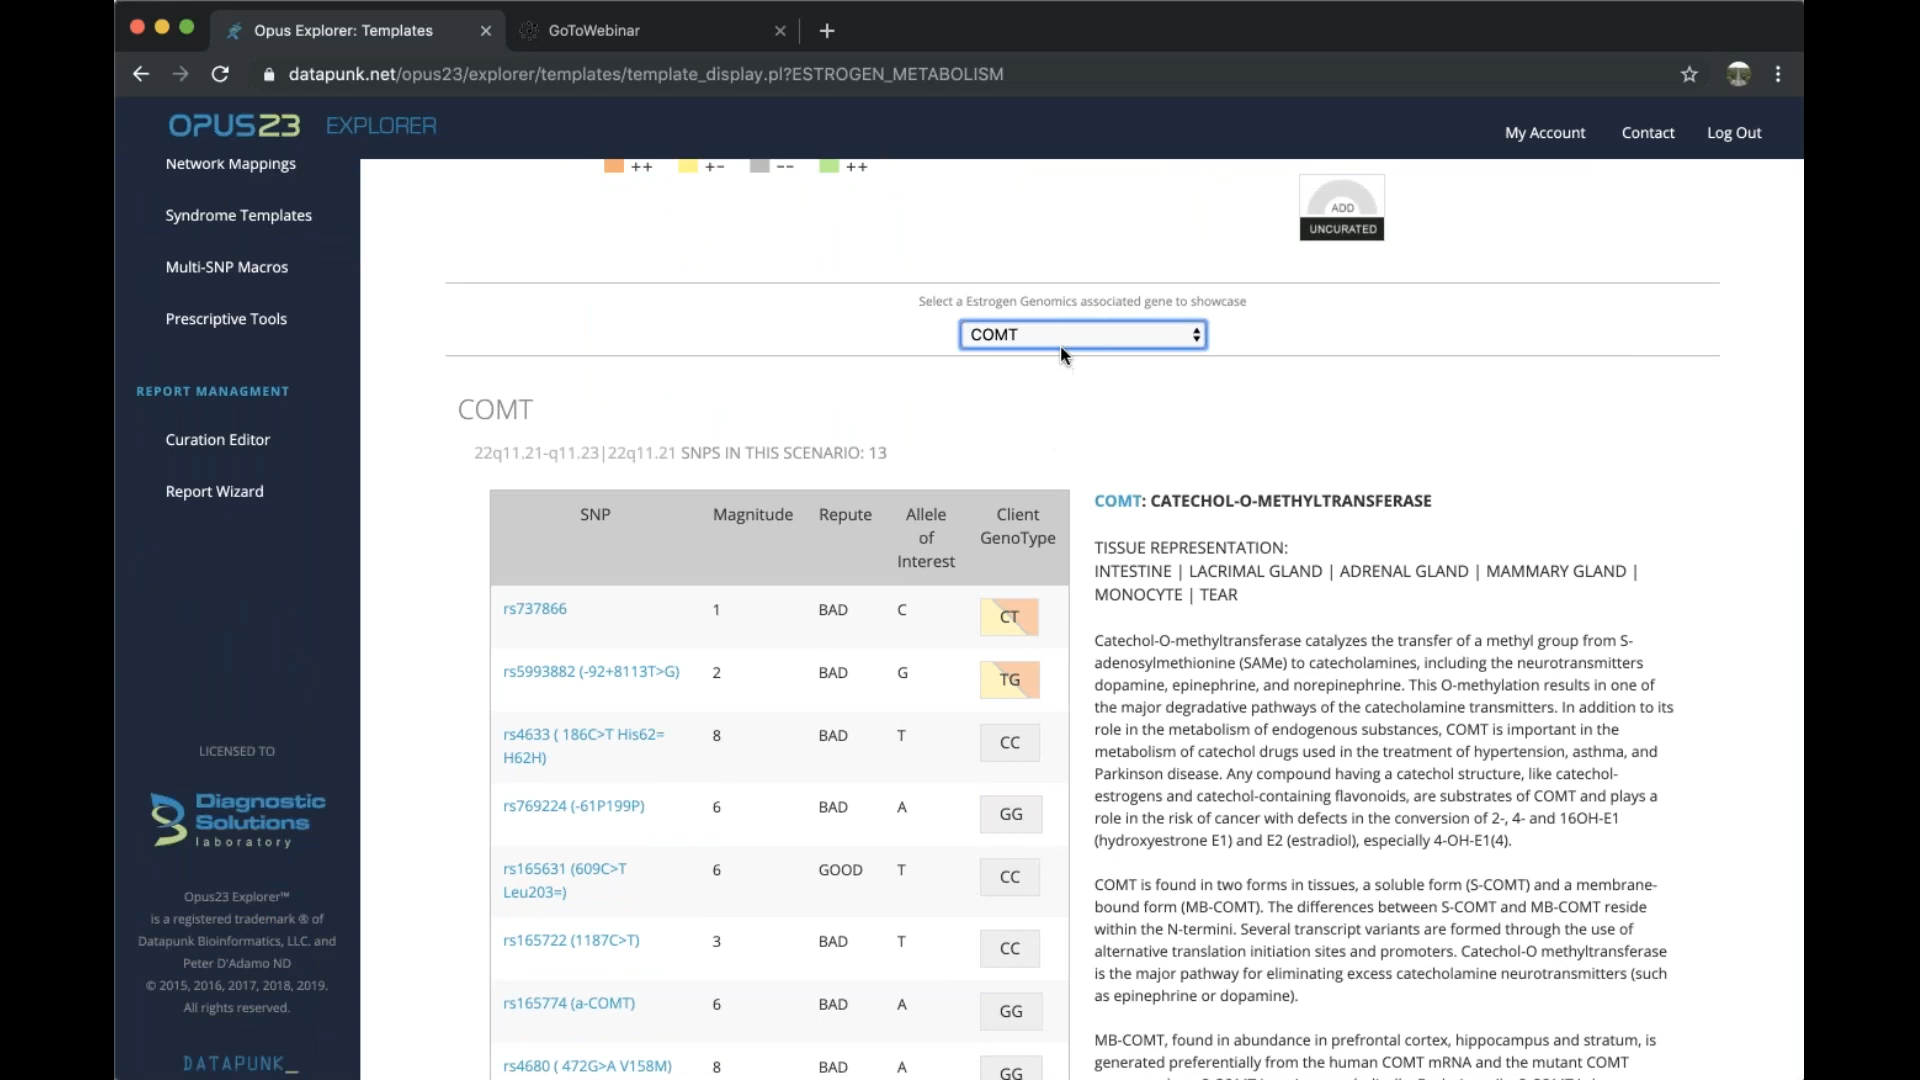 Opus Explorer: Templates
GoToWebinar
datapunk.net/opus23/explorer/templates/template_display.pl?ESTROGEN_METABOLISM
OPUS23 EXPLORER
My Account Contact Log Out
Network Mappings
Syndrome Templates
Multi-SNP Macros
Prescriptive Tools
REPORT MANAGMENT
Curation Editor
Report Wizard
LICENSED TO
Diagnostic
Solutions
laboratory
Opus23 Explorer™
is a registered trademark ® of
Datapunk Bioinformatics, LLC. and
Peter D'Adamo ND
© 2015, 2016, 2017, 2018, 2019.
All rights reserved.
DATAPUNK_
++ +- -- ++
ADD
UNCURATED
Select a Estrogen Genomics associated gene to showcase
COMT
COMT
22q11.21-q11.23|22q11.21 SNPS IN THIS SCENARIO: 13
SNP Magnitude Repute Allele of Interest Client GenoType
rs737866 1 BAD C CT
rs5993882 (-92+8113T>G) 2 BAD G TG
rs4633 ( 186C>T His62=
H62H) 8 BAD T CC
rs769224 (-61P199P) 6 BAD A GG
rs165631 (609C>T
Leu203=) 6 GOOD T CC
rs165722 (1187C>T) 3 BAD T CC
rs165774 (a-COMT) 6 BAD A GG
rs4680 ( 472G>A V158M) 8 BAD A GG
COMT: CATECHOL-O-METHYLTRANSFERASE
TISSUE REPRESENTATION:
INTESTINE | LACRIMAL GLAND | ADRENAL GLAND | MAMMARY GLAND |
MONOCYTE | TEAR
Catechol-O-methyltransferase catalyzes the transfer of a methyl group from S-
adenosylmethionine (SAMe) to catecholamines, including the neurotransmitters
dopamine, epinephrine, and norepinephrine. This O-methylation results in one of
the major degradative pathways of the catecholamine transmitters. In addition to its
role in the metabolism of endogenous substances, COMT is important in the
metabolism of catechol drugs used in the treatment of hypertension, asthma, and
Parkinson disease. Any compound having a catechol structure, like catechol-
estrogens and catechol-containing flavonoids, are substrates of COMT and plays a
role in the risk of cancer with defects in the conversion of 2-, 4- and 16OH-E1
(hydroxyestrone E1) and E2 (estradiol), especially 4-OH-E1(4).
COMT is found in two forms in tissues, a soluble form (S-COMT) and a membrane-
bound form (MB-COMT). The differences between S-COMT and MB-COMT reside
within the N-termini. Several transcript variants are formed through the use of
alternative translation initiation sites and promoters. Catechol-O methyltransferase
is the major pathway for eliminating excess catecholamine neurotransmitters (such
as epinephrine or dopamine).
MB-COMT, found in abundance in prefrontal cortex, hippocampus and stratum, is
generated preferentially from the human COMT mRNA and the mutant COMT